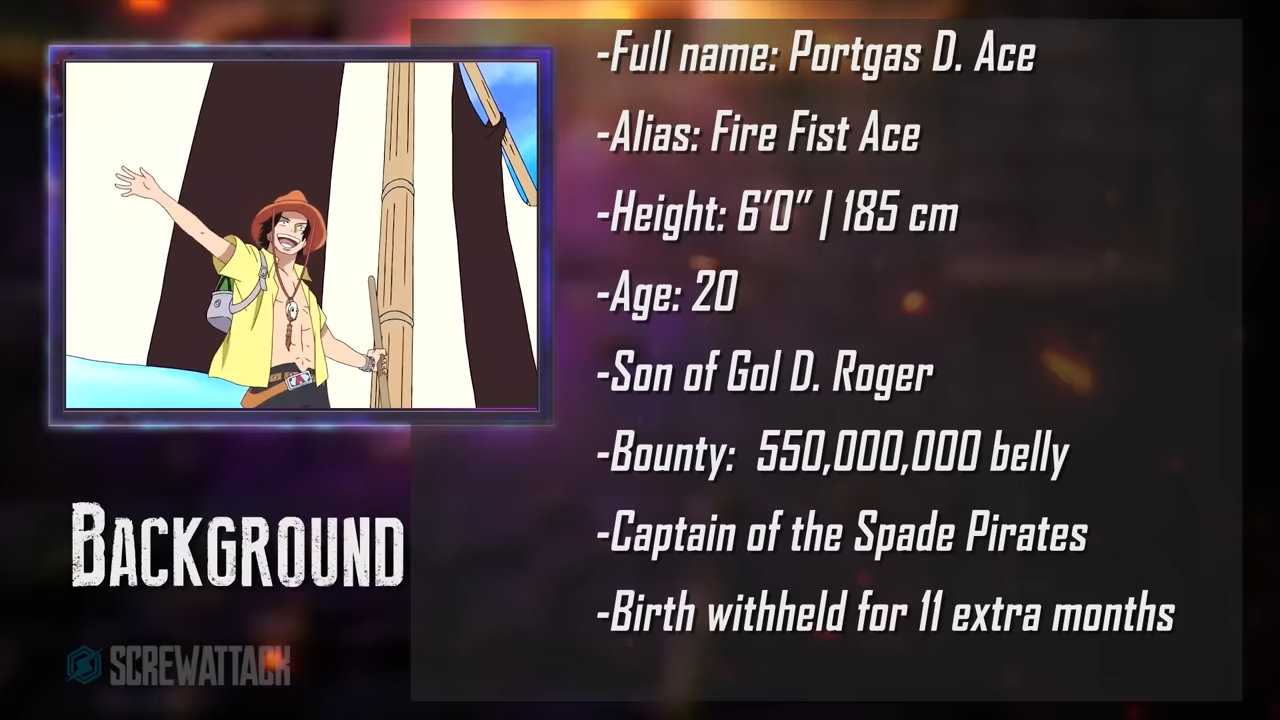 -Full name: Portgas D. Ace
-Alias: Fire Fist Ace
-Height: 6'0" | 185 cm
-Age: 20
-Son of Gol D. Roger
-Bounty:  550,000,000 belly
-Captain of the Spade Pirates
-Birth withheld for 11 extra months
BACKGROUND
SCREWATTACK